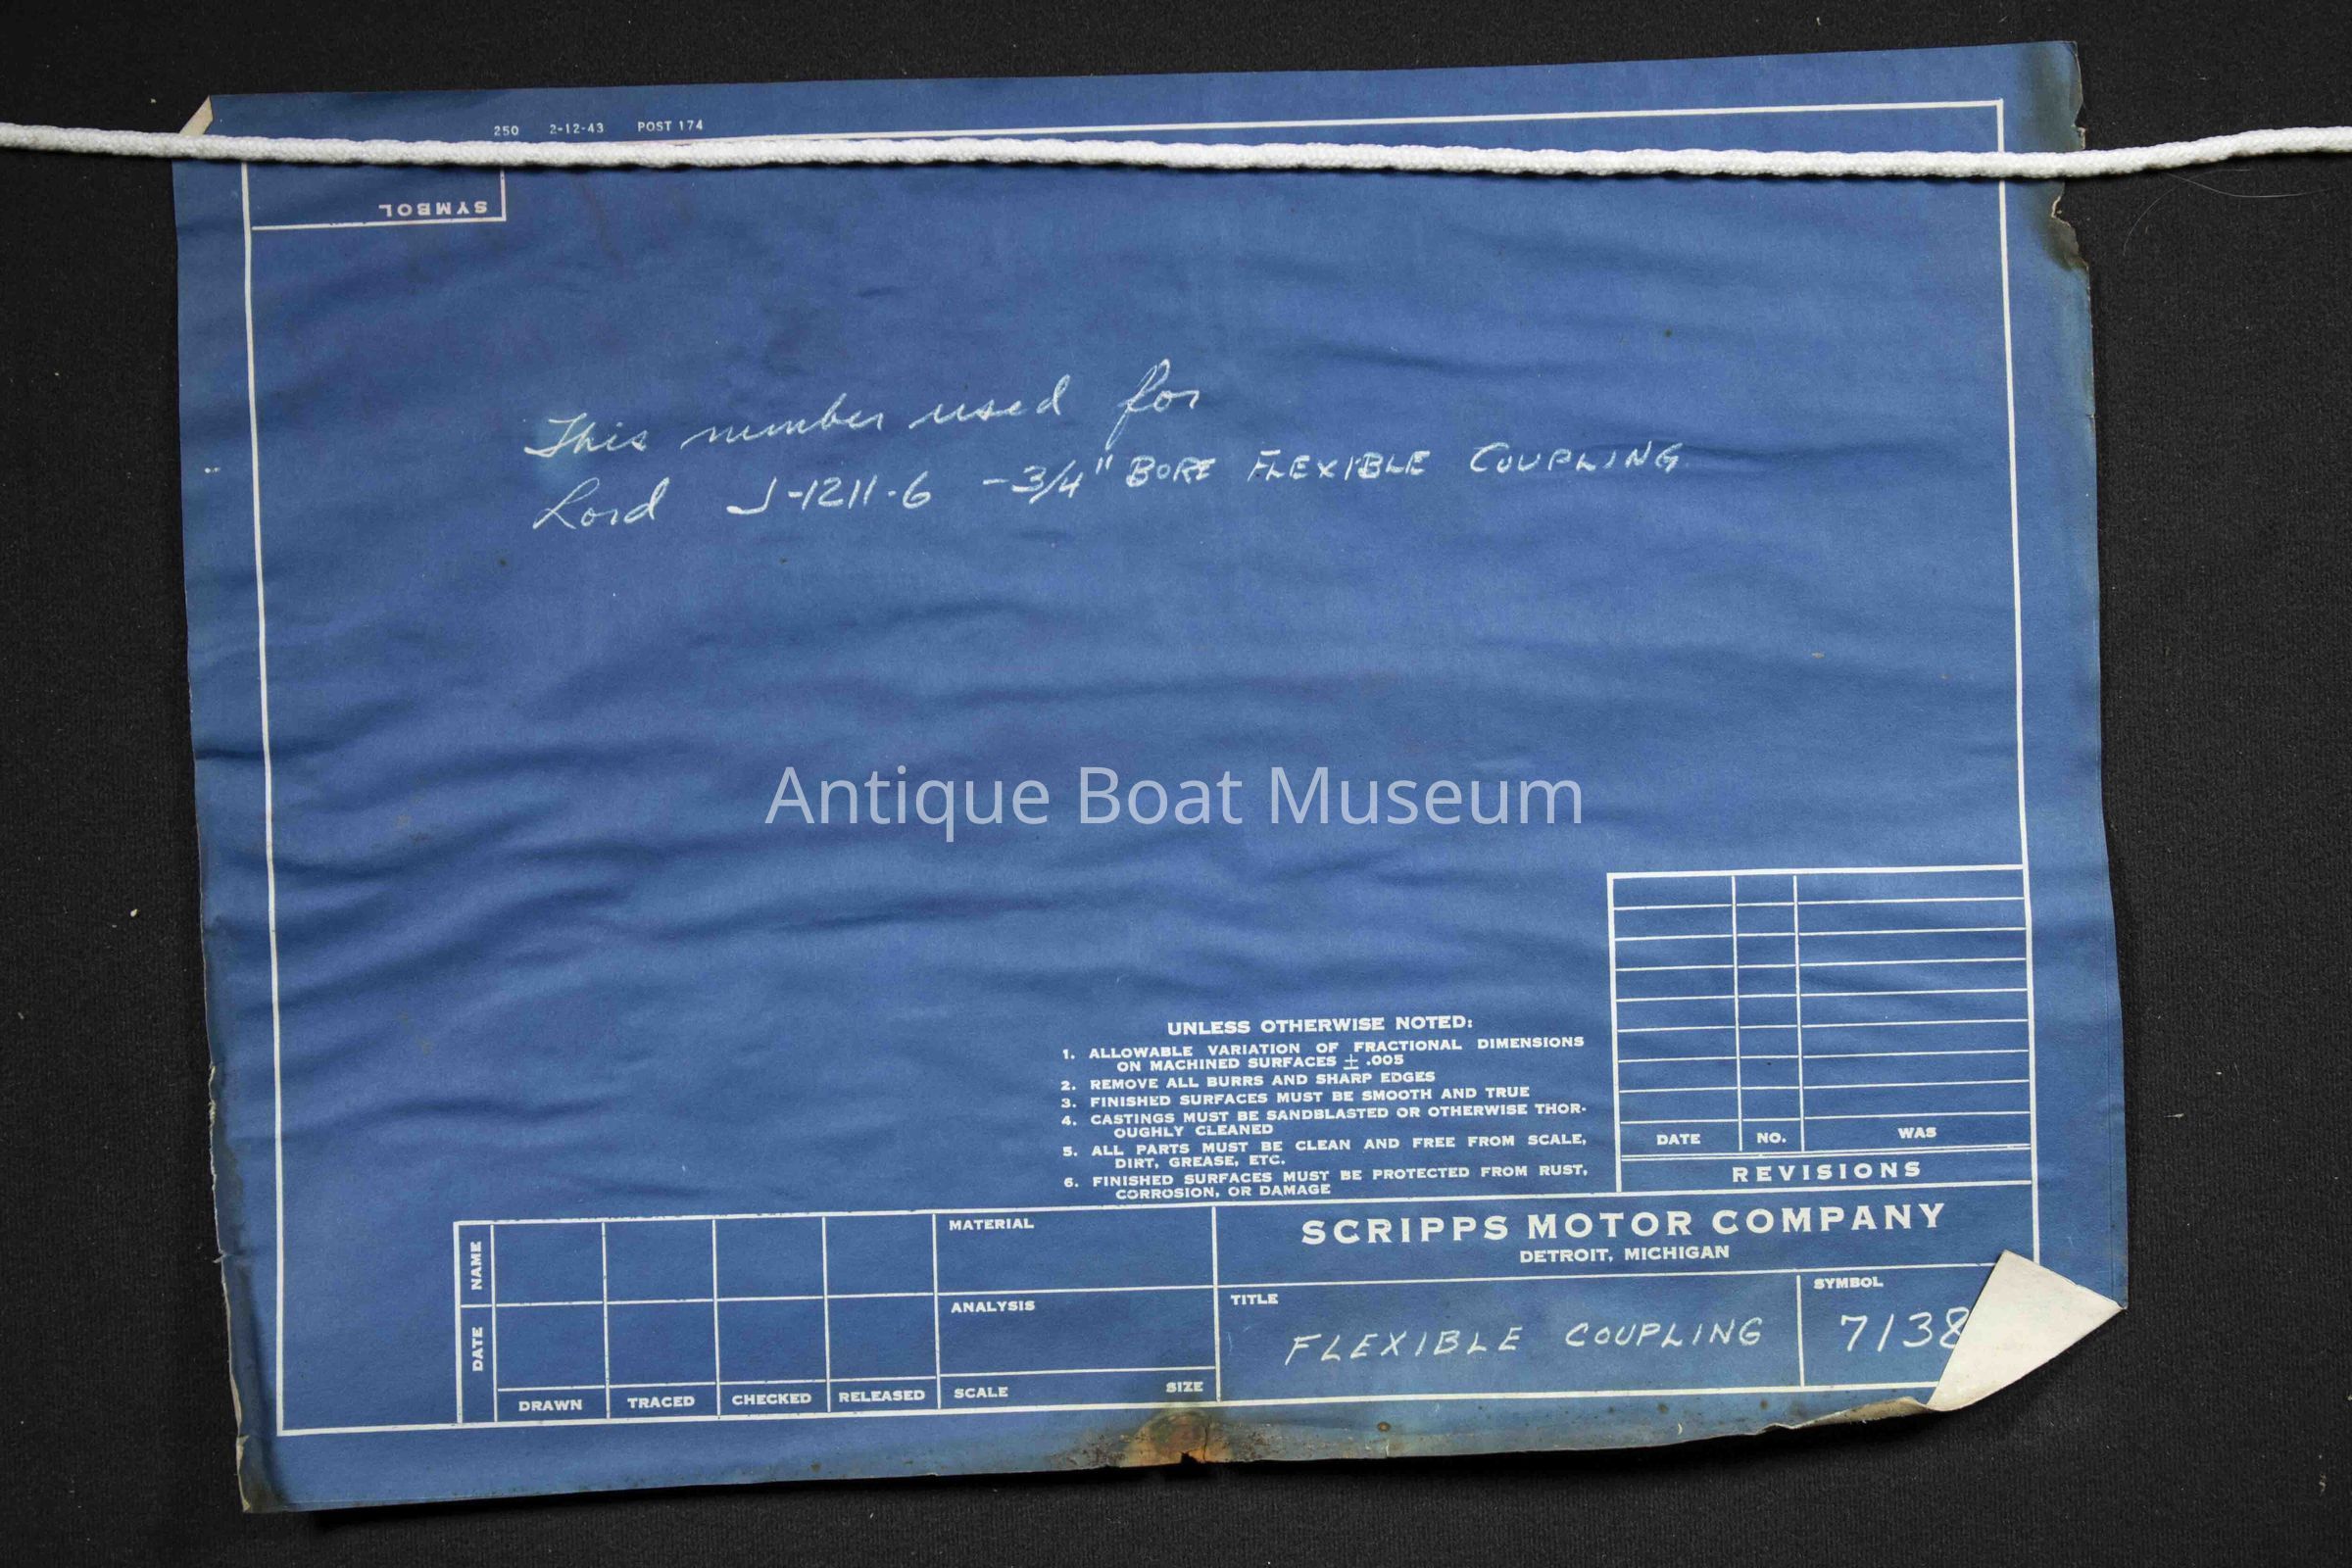 250 2-12-43 POST 174
SYMBOL
This number used for
Lord J-1211-6 -3/4" BORE FLEXIBLE COUPLING
Antique Boat Museum
UNLESS OTHERWISE NOTED:
1. ALLOWABLE VARIATION OF FRACTIONAL DIMENSIONS
ON MACHINED SURFACES ± .005
2. REMOVE ALL BURRS AND SHARP EDGES
3. FINISHED SURFACES MUST BE SMOOTH AND TRUE
4. CASTINGS MUST BE SANDBLASTED OR OTHERWISE THOR-
OUGHLY CLEANED
5. ALL PARTS MUST BE CLEAN AND FREE FROM SCALE,
DIRT, GREASE, ETC.
6. FINISHED SURFACES MUST BE PROTECTED FROM RUST,
CORROSION, OR DAMAGE
DATE NO. WAS
REVISIONS
NAME
DATE
DRAWN TRACED CHECKED RELEASED
MATERIAL
ANALYSIS
SCALE SIZE
SCRIPPS MOTOR COMPANY
DETROIT, MICHIGAN
TITLE
FLEXIBLE COUPLING
SYMBOL
7138